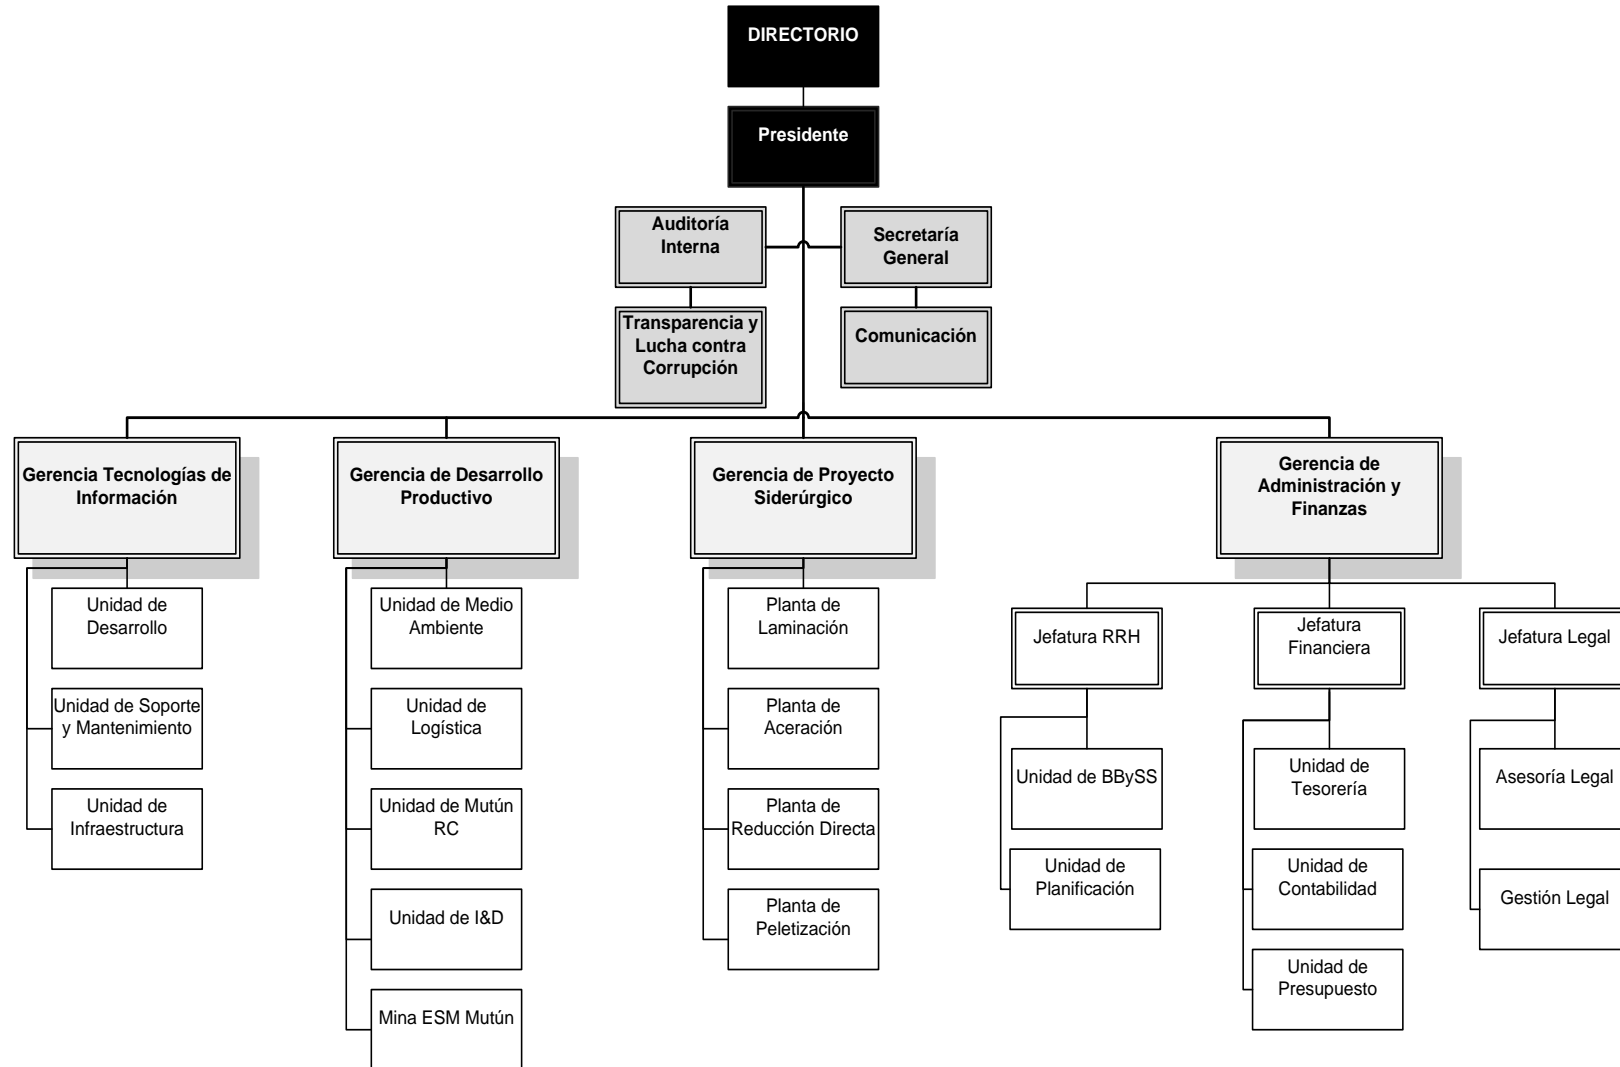 DIRECTORIO
Presidente
Auditoría
Interna
Secretaría
General
Transparencia y
Lucha contra
Corrupción
Comunicación
Gerencia Tecnologías de
Información
Gerencia de Desarrollo
Productivo
Gerencia de Proyecto
Siderúrgico
Gerencia de
Administración y
Finanzas
Unidad de
Desarrollo
Unidad de Soporte
y Mantenimiento
Unidad de
Infraestructura
Unidad de Medio
Ambiente
Unidad de
Logística
Unidad de Mutún
RC
Unidad de I&D
Mina ESM Mutún
Planta de
Laminación
Planta de
Aceración
Planta de
Reducción Directa
Planta de
Peletización
Jefatura RRH
Unidad de BBySS
Unidad de
Planificación
Jefatura
Financiera
Unidad de
Tesorería
Unidad de
Contabilidad
Unidad de
Presupuesto
Jefatura Legal
Asesoría Legal
Gestión Legal